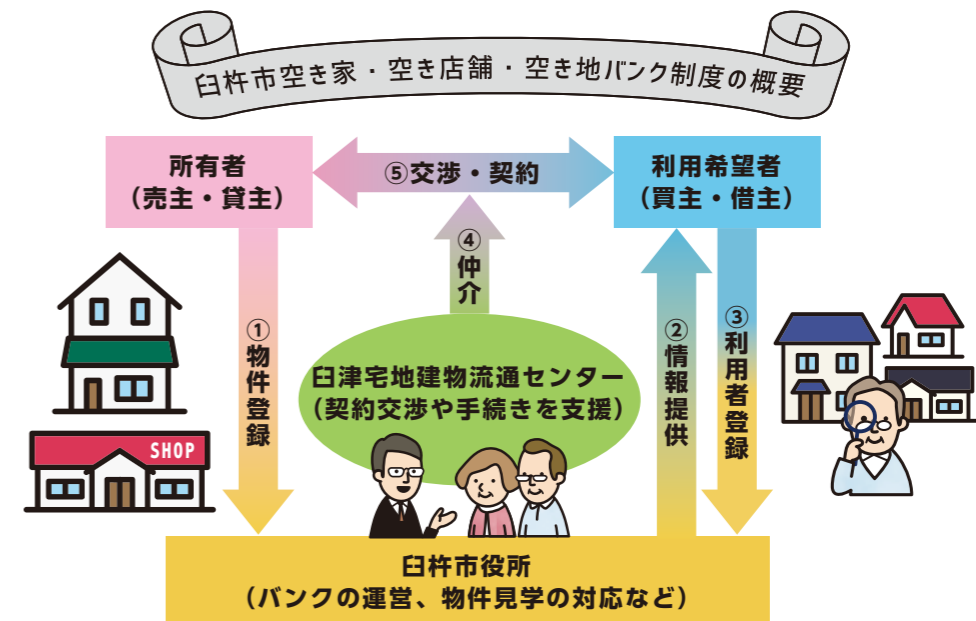 臼杵市空き家・空き店舗・空き地バンク制度の概要
所有者
（売主・貸主）
⑤交渉・契約
利用希望者
（買主・借主）
④仲介
①物件登録
臼津宅地建物流通センター
（契約交渉や手続きを支援）
②情報提供
③利用者登録
SHOP
臼杵市役所
（バンクの運営、物件見学の対応など）